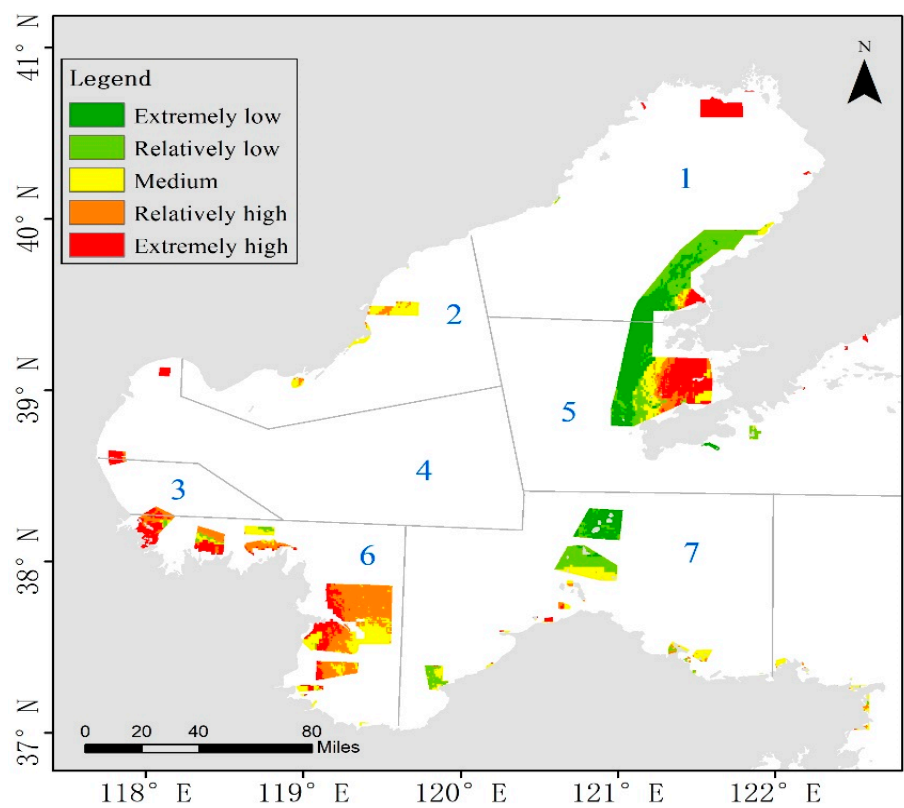 Legend
Extremely low
Relatively low
Medium
Relatively high
Extremely high
N
1
2
5
4
3
6
7
0 20 40 80
Miles
41° N
40° N
39° N
38° N
37° N
118° E 119° E 120° E 121° E 122° E